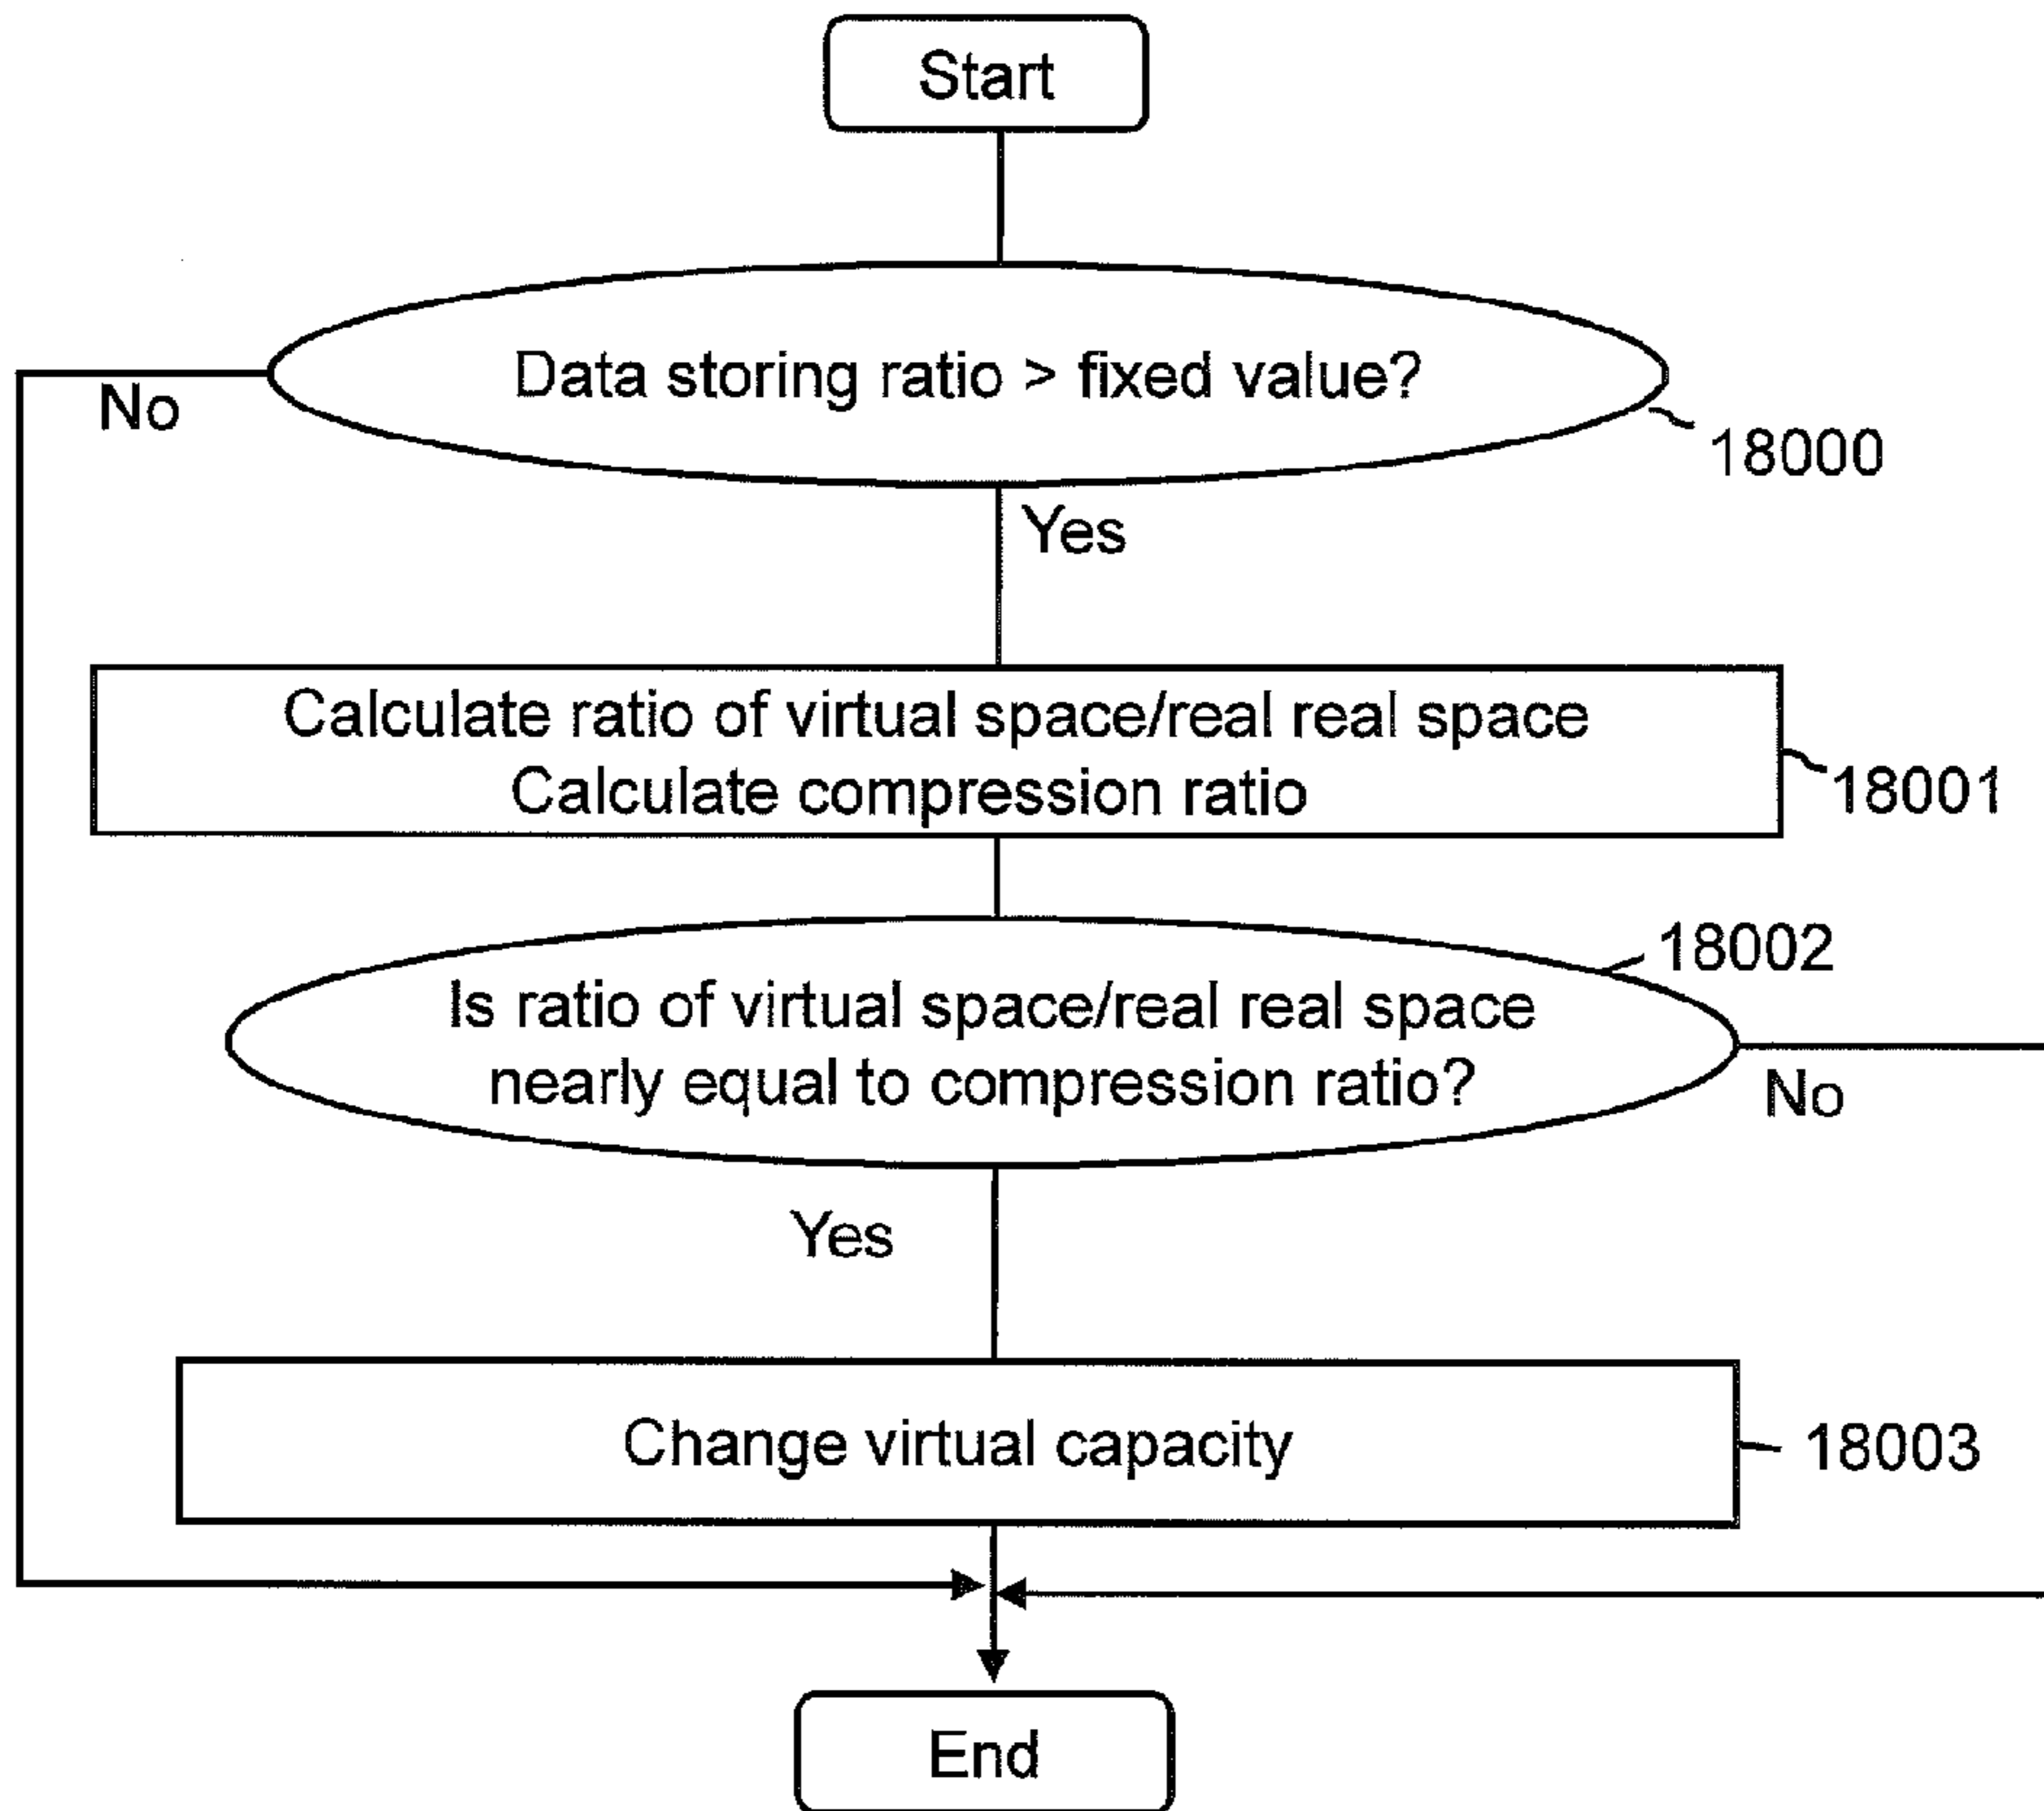 Start
Data storing ratio > fixed value?
No
18000
Yes
Calculate ratio of virtual space/real real space
Calculate compression ratio
18001
18002
Is ratio of virtual space/real real space
nearly equal to compression ratio?
No
Yes
Change virtual capacity
18003
End